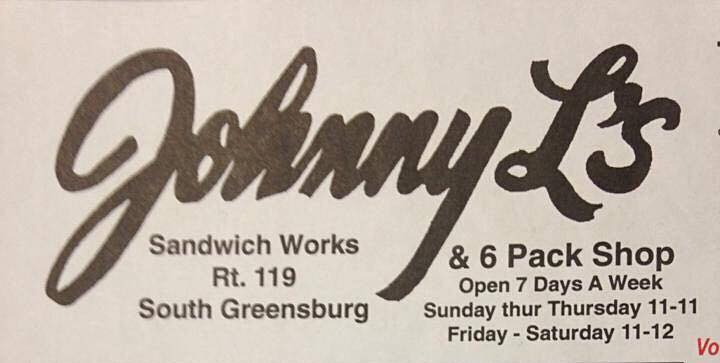 Johnny L's
Sandwich Works
Rt. 119
South Greensburg
& 6 Pack Shop
Open 7 Days A Week
Sunday thur Thursday 11-11
Friday - Saturday 11-12
Vo